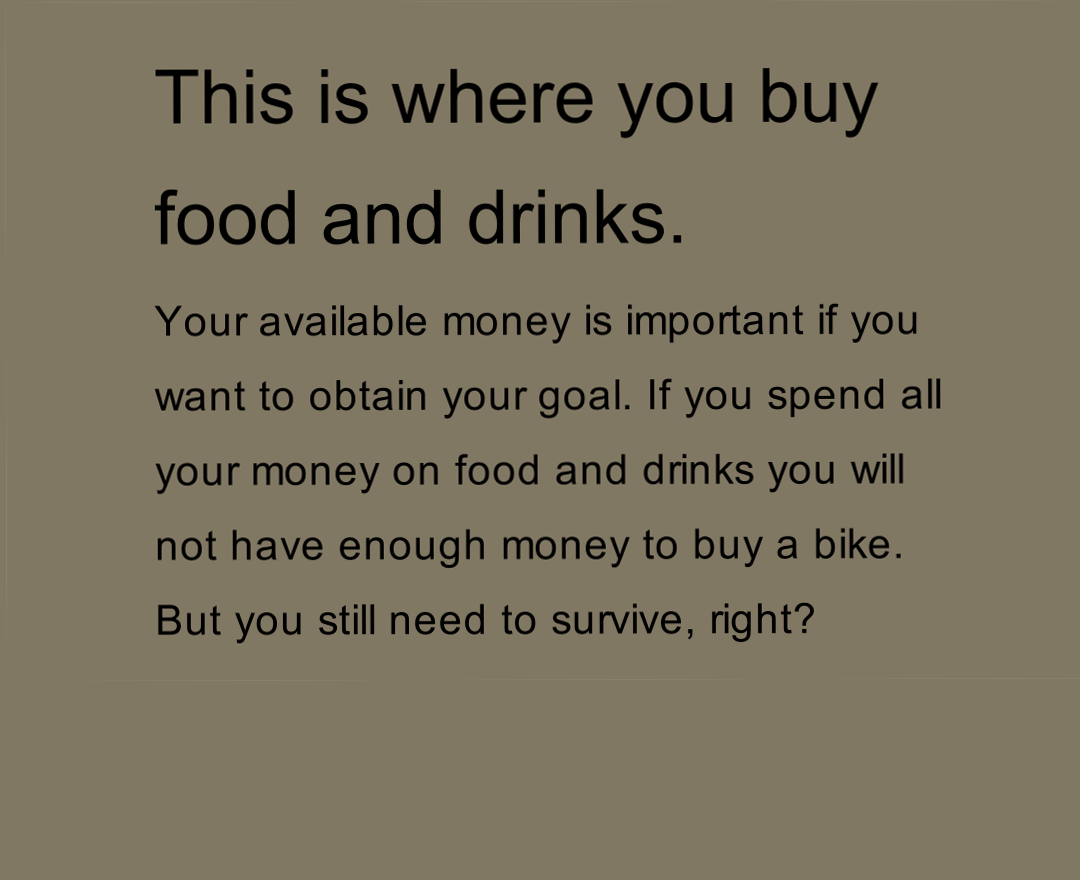 This is where you buy
food and drinks.
Your available money is important if you
want to obtain your goal. If you spend all
your money on food and drinks you will
not have enough money to buy a bike.
But you still need to survive, right?